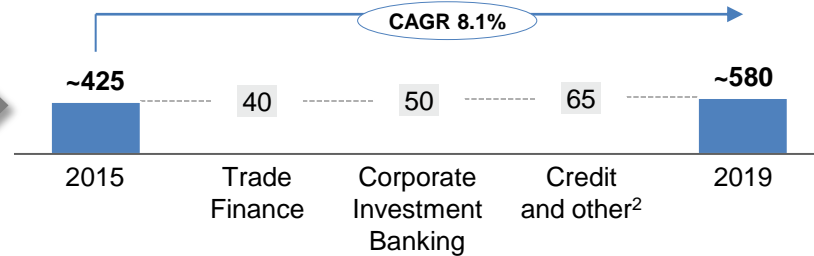 CAGR 8.1%
~425
40
50
65
~580
2015
Trade
Finance
Corporate
Investment
Banking
Credit
and other2
2019